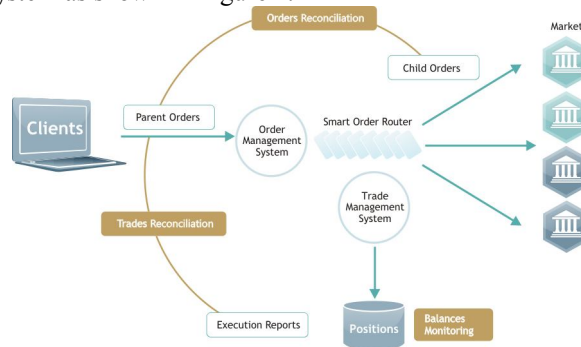 Orders Reconciliation
Market
Child Orders
Clients
Parent Orders
Order
Management
System
Smart Order Router
Trade
Management
System
Trades Reconciliation
Execution Reports
Positions
Balances
Monitoring